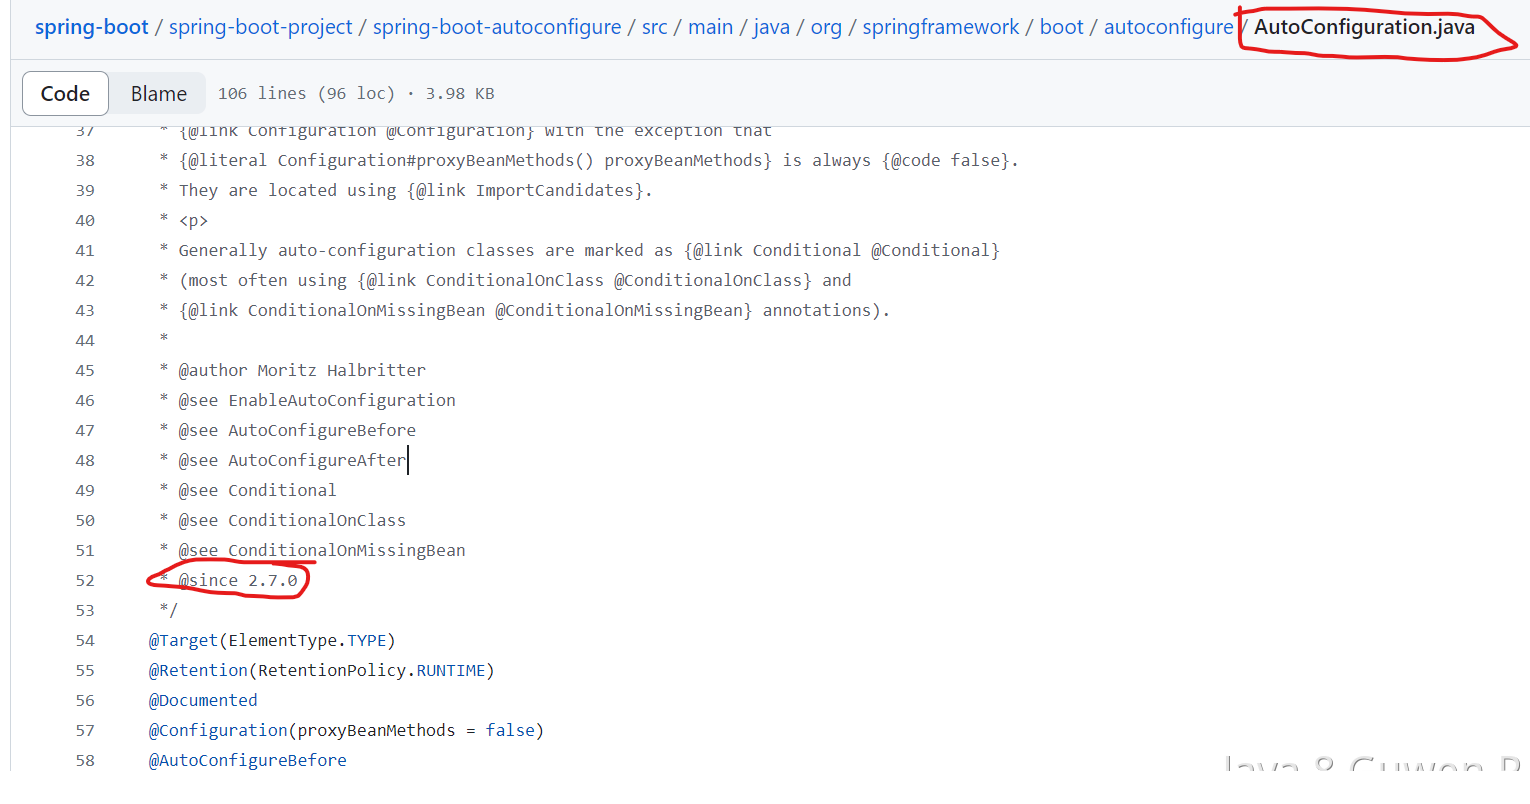 spring-boot / spring-boot-project / spring-boot-autoconfigure / src / main / java / org / springframework / boot / autoconfigure / AutoConfiguration.java
Code Blame 106 lines (96 loc) · 3.98 KB
37 * {@link Configuration @Configuration} with the exception that
38 * {@literal Configuration#proxyBeanMethods() proxyBeanMethods} is always {@code false}.
39 * They are located using {@link ImportCandidates}.
40 * <p>
41 * Generally auto-configuration classes are marked as {@link Conditional @Conditional}
42 * (most often using {@link ConditionalOnClass @ConditionalOnClass} and
43 * {@link ConditionalOnMissingBean @ConditionalOnMissingBean} annotations).
44 *
45 * @author Moritz Halbritter
46 * @see EnableAutoConfiguration
47 * @see AutoConfigureBefore
48 * @see AutoConfigureAfter
49 * @see Conditional
50 * @see ConditionalOnClass
51 * @see ConditionalOnMissingBean
52 * @since 2.7.0
53 */
54 @Target(ElementType.TYPE)
55 @Retention(RetentionPolicy.RUNTIME)
56 @Documented
57 @Configuration(proxyBeanMethods = false)
58 @AutoConfigureBefore
Java &